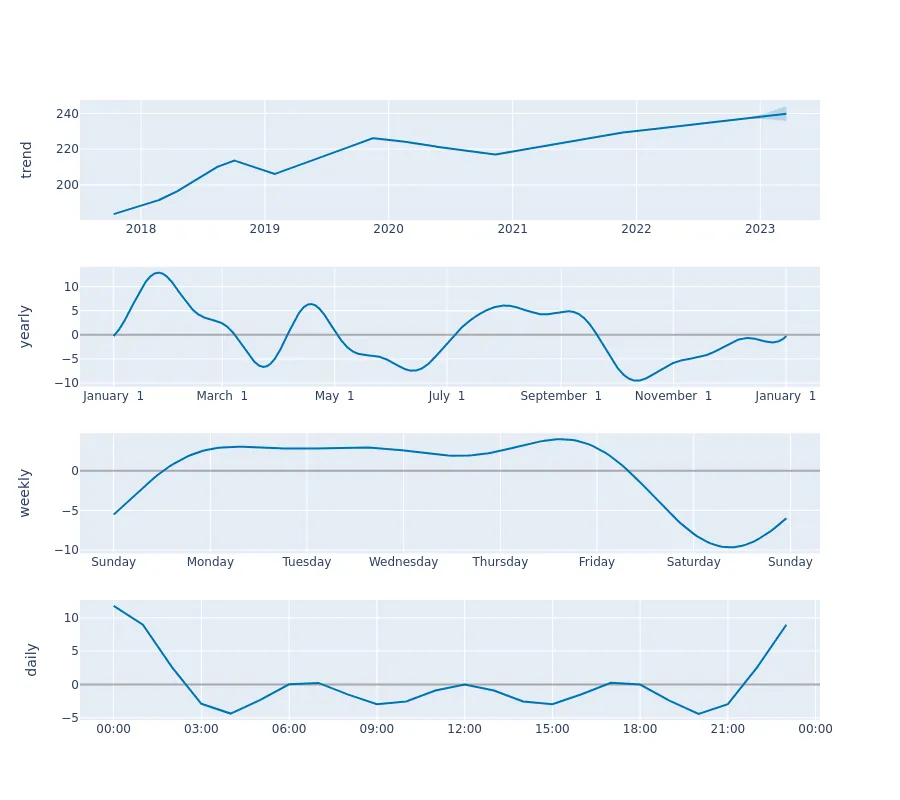 trend
240
220
200
2018 2019 2020 2021 2022 2023
yearly
10
5
0
−5
−10
January 1 March 1 May 1 July 1 September 1 November 1 January 1
weekly
0
−5
−10
Sunday Monday Tuesday Wednesday Thursday Friday Saturday Sunday
daily
10
5
0
−5
00:00 03:00 06:00 09:00 12:00 15:00 18:00 21:00 00:00